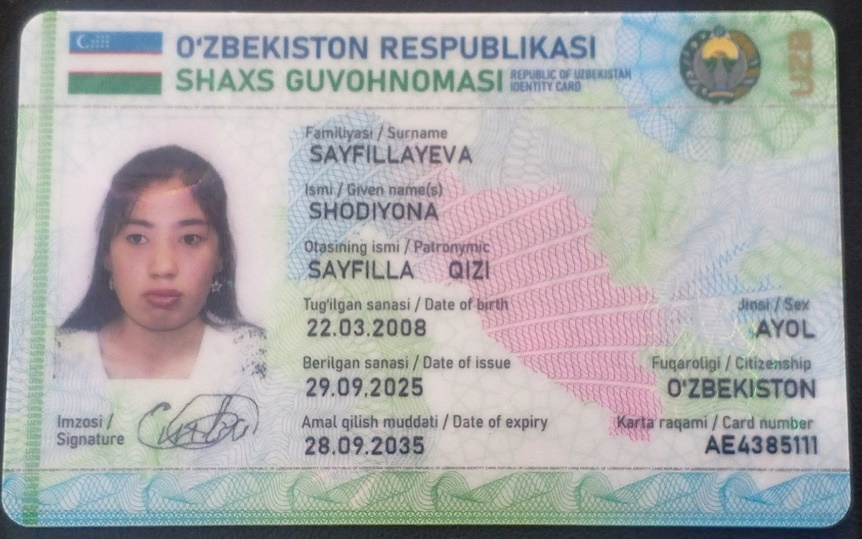 O‘ZBEKISTON RESPUBLIKASI
SHAXS GUVOHNOMASI REPUBLIC OF UZBEKISTAN IDENTITY CARD
UZB
Familiyasi / Surname
SAYFILLAYEVA
Ismi / Given name(s)
SHODIYONA
Otasining ismi / Patronymic
SAYFILLA QIZI
Tug‘ilgan sanasi / Date of birth
22.03.2008
Jinsi / Sex
AYOL
Berilgan sanasi / Date of issue
29.09.2025
Fuqaroligi / Citizenship
O‘ZBEKISTON
Imzosi / Signature
Amal qilish muddati / Date of expiry
28.09.2035
Karta raqami / Card number
AE4385111